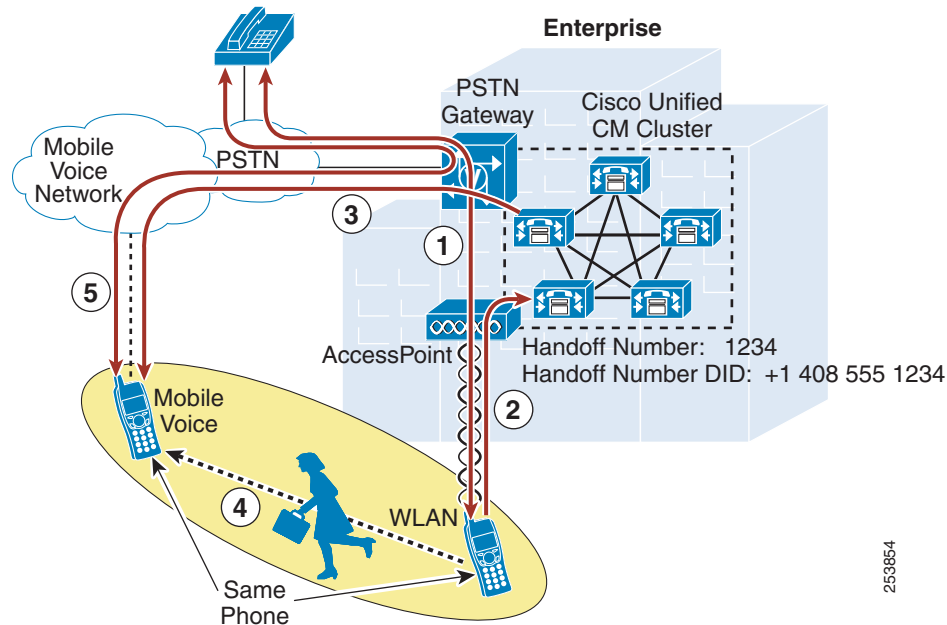 Enterprise
PSTN
Gateway
Cisco Unified
CM Cluster
Mobile
Voice
Network
PSTN
V
3
1
5
AccessPoint
Handoff Number: 1234
Handoff Number DID: +1 408 555 1234
2
Mobile
Voice
4
WLAN
Same
Phone
253854